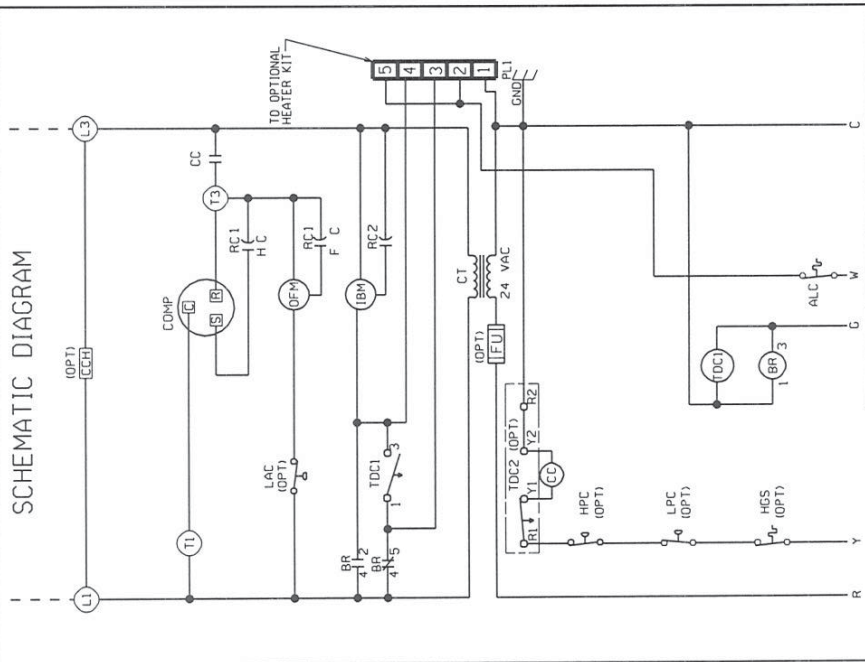 SCHEMATIC DIAGRAM
L1
(OPT)
CCH
L3
T1
COMP
C
S
R
T3
CC
RC1
H C
LAC
(OPT)
OFM
RC1
F C
BR
4 2
IBM
RC2
BR
4 5
TDC1
1 3
TO OPTIONAL
HEATER KIT
5
4
3
2
1
PL1
GND
CT
24 VAC
(OPT)
FU
TDC2 (OPT)
R1
Y1
Y2
R2
CC
HPC
(OPT)
LPC
(OPT)
HGS
(OPT)
TDC1
BR
1 3
ALC
R
Y
G
W
C